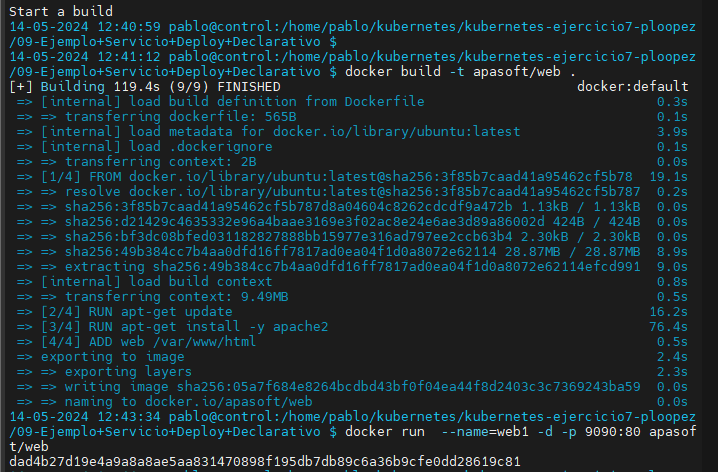 Start a build
14-05-2024 12:40:59 pablo@control:/home/pablo/kubernetes/kubernetes-ejercicio7-ploopez
/09-Ejemplo+Servicio+Deploy+Declarativo $
14-05-2024 12:41:12 pablo@control:/home/pablo/kubernetes/kubernetes-ejercicio7-ploopez
/09-Ejemplo+Servicio+Deploy+Declarativo $ docker build -t apasoft/web .
[+] Building 119.4s (9/9) FINISHED docker:default
=> [internal] load build definition from Dockerfile 0.3s
=> => transferring dockerfile: 565B 0.1s
=> [internal] load metadata for docker.io/library/ubuntu:latest 3.9s
=> [internal] load .dockerignore 0.1s
=> => transferring context: 2B 0.0s
=> [1/4] FROM docker.io/library/ubuntu:latest@sha256:3f85b7caad41a95462cf5b78 19.1s
=> => resolve docker.io/library/ubuntu:latest@sha256:3f85b7caad41a95462cf5b787 0.2s
=> => sha256:3f85b7caad41a95462cf5b787d8a04604c8262cdcdf9a472b 1.13kB / 1.13kB 0.0s
=> => sha256:d21429c4635332e96a4baae3169e3f02ac8e24e6ae3d89a86002d 424B / 424B 0.0s
=> => sha256:bf3dc08bfed031182827888bb15977e316ad797ee2ccb63b4 2.30kB / 2.30kB 0.0s
=> => sha256:49b384cc7b4aa0dfd16ff7817ad0ea04f1d0a8072e62114 28.87MB / 28.87MB 8.9s
=> => extracting sha256:49b384cc7b4aa0dfd16ff7817ad0ea04f1d0a8072e62114efcd991 9.0s
=> [internal] load build context 0.8s
=> => transferring context: 9.49MB 0.5s
=> [2/4] RUN apt-get update 16.2s
=> [3/4] RUN apt-get install -y apache2 76.4s
=> [4/4] ADD web /var/www/html 0.5s
=> exporting to image 2.4s
=> => exporting layers 2.3s
=> => writing image sha256:05a7f684e8264bcdbd43bf0f04ea44f8d2403c3c7369243ba59 0.0s
=> => naming to docker.io/apasoft/web 0.0s
14-05-2024 12:43:34 pablo@control:/home/pablo/kubernetes/kubernetes-ejercicio7-ploopez
/09-Ejemplo+Servicio+Deploy+Declarativo $ docker run  --name=web1 -d -p 9090:80 apasof
t/web
dad4b27d19e4a9a8a8ae5aa831470898f195db7db89c6a36b9cfe0dd28619c81